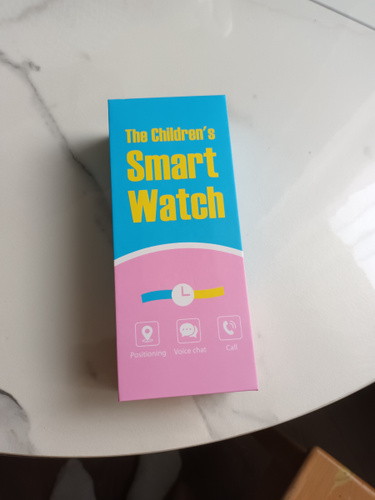 The Children's
Smart
Watch
Positioning Voice chat Call